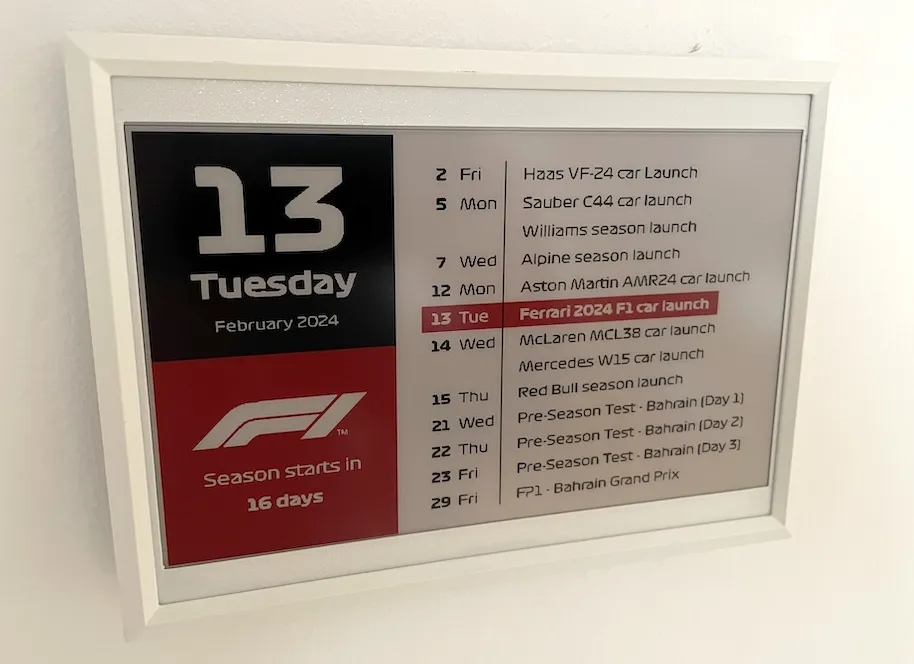 13
Tuesday
February 2024
F1 TM
Season starts in
16 days
2 Fri Haas VF-24 car Launch
5 Mon Sauber C44 car launch
Williams season launch
7 Wed Alpine season launch
12 Mon Aston Martin AMR24 car launch
13 Tue Ferrari 2024 F1 car launch
14 Wed McLaren MCL38 car launch
Mercedes W15 car launch
15 Thu Red Bull season launch
21 Wed Pre-Season Test - Bahrain (Day 1)
22 Thu Pre-Season Test - Bahrain (Day 2)
23 Fri Pre-Season Test - Bahrain (Day 3)
29 Fri FP1 - Bahrain Grand Prix